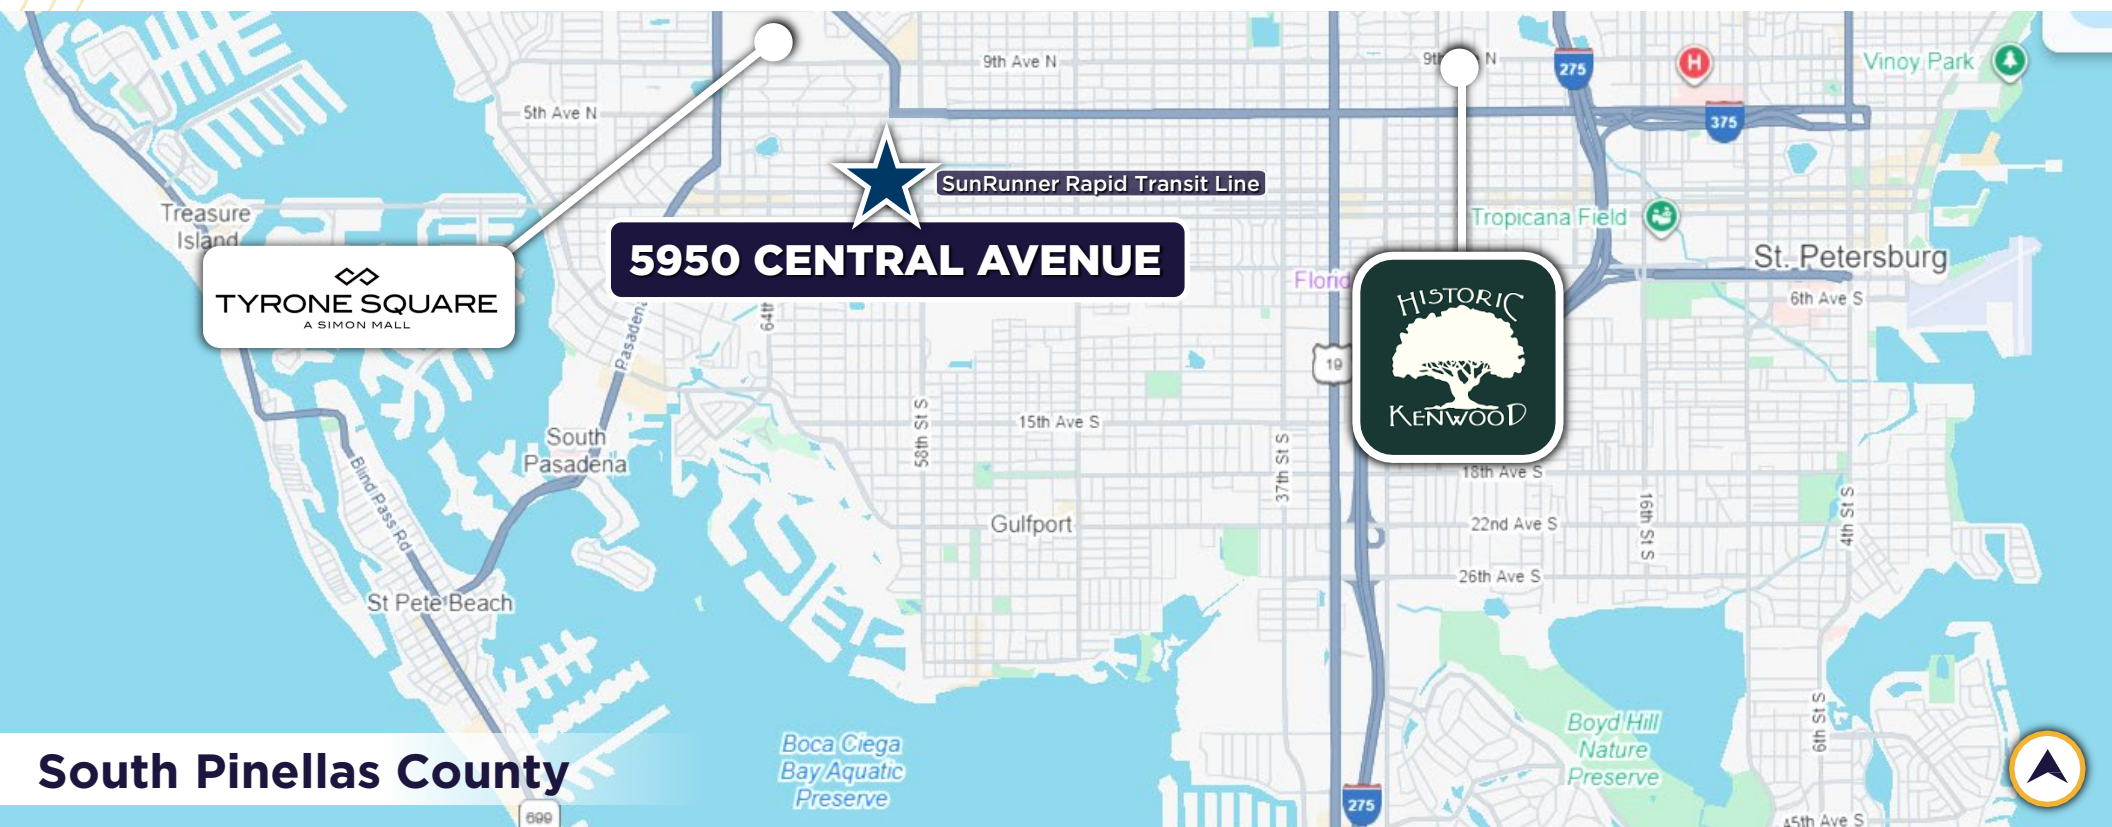 9th Ave N
N
275
H
Vinoy Park
5th Ave N
375
SunRunner Rapid Transit Line
Treasure
Island
Tropicana Field
5950 CENTRAL AVENUE
St. Petersburg
TYRONE SQUARE
A SIMON MALL
Florid
6th Ave S
HISTORIC
KENWOOD
64th
Pasadena
19
58th St S
15th Ave S
South
Pasadena
37th St S
Blind Pass Rd
18th Ave S
Gulfport
22nd Ave S
16th St S
4th St S
26th Ave S
St Pete Beach
6th St S
Boyd Hill
Nature
Preserve
Boca Ciega
Bay Aquatic
Preserve
South Pinellas County
275
699
45th Ave S